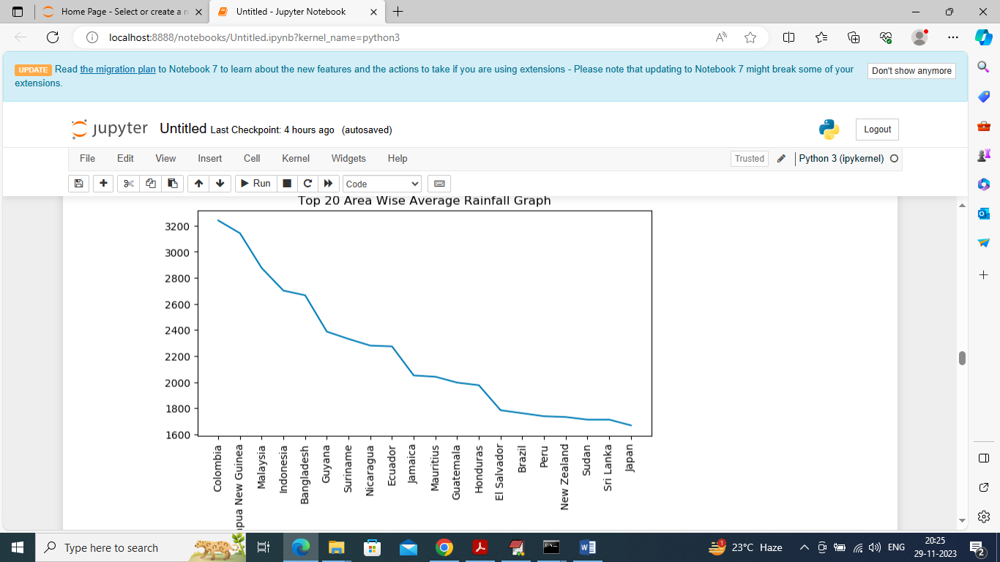 Home Page - Select or create a n
Untitled - Jupyter Notebook
localhost:8888/notebooks/Untitled.ipynb?kernel_name=python3
UPDATE Read the migration plan to Notebook 7 to learn about the new features and the actions to take if you are using extensions - Please note that updating to Notebook 7 might break some of your
extensions.
Don't show anymore
jupyter Untitled Last Checkpoint: 4 hours ago (autosaved)
Logout
File Edit View Insert Cell Kernel Widgets Help
Trusted
Python 3 (ipykernel)
Run
Code
Top 20 Area Wise Average Rainfall Graph
3200
3000
2800
2600
2400
2200
2000
1800
1600
Colombia
apua New Guinea
Malaysia
Indonesia
Bangladesh
Guyana
Suriname
Nicaragua
Ecuador
Jamaica
Mauritius
Guatemala
Honduras
El Salvador
Brazil
Peru
New Zealand
Sudan
Sri Lanka
Japan
Type here to search
1
23°C Haze
ENG
20:25
29-11-2023
2